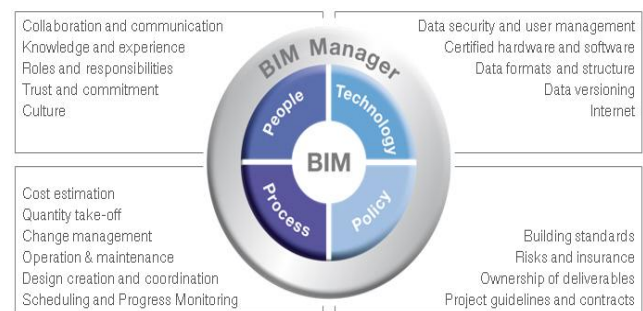 Collaboration and communication
Knowledge and experience
Roles and responsibilities
Trust and commitment
Culture
Data security and user management
Certified hardware and software
Data formats and structure
Data versioning
Internet
BIM Manager
People
Technology
BIM
Process
Policy
Cost estimation
Quantity take-off
Change management
Operation & maintenance
Design creation and coordination
Scheduling and Progress Monitoring
Building standards
Risks and insurance
Ownership of deliverables
Project guidelines and contracts